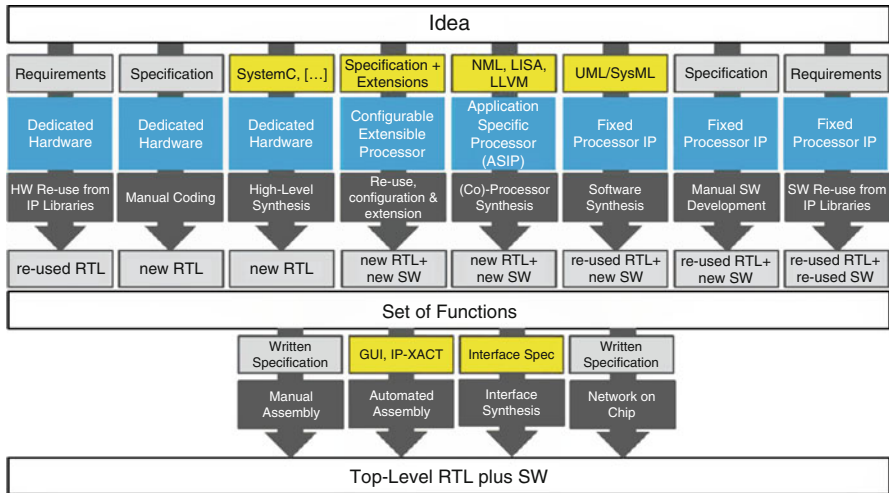 Idea
Requirements
Specification
SystemC, [...]
Specification +
Extensions
NML, LISA,
LLVM
UML/SysML
Specification
Requirements
Dedicated
Hardware
Dedicated
Hardware
Dedicated
Hardware
Configurable
Extensible
Processor
Application
Specific
Processor
(ASIP)
Fixed
Processor IP
Fixed
Processor IP
Fixed
Processor IP
HW Re-use from
IP Libraries
Manual Coding
High-Level
Synthesis
Re-use,
configuration &
extension
(Co)-Processor
Synthesis
Software
Synthesis
Manual SW
Development
SW Re-use from
IP Libraries
re-used RTL
new RTL
new RTL
new RTL+
new SW
new RTL+
new SW
re-used RTL+
new SW
re-used RTL+
new SW
re-used RTL+
re-used SW
Set of Functions
Written
Specification
GUI, IP-XACT
Interface Spec
Written
Specification
Manual
Assembly
Automated
Assembly
Interface
Synthesis
Network on
Chip
Top-Level RTL plus SW